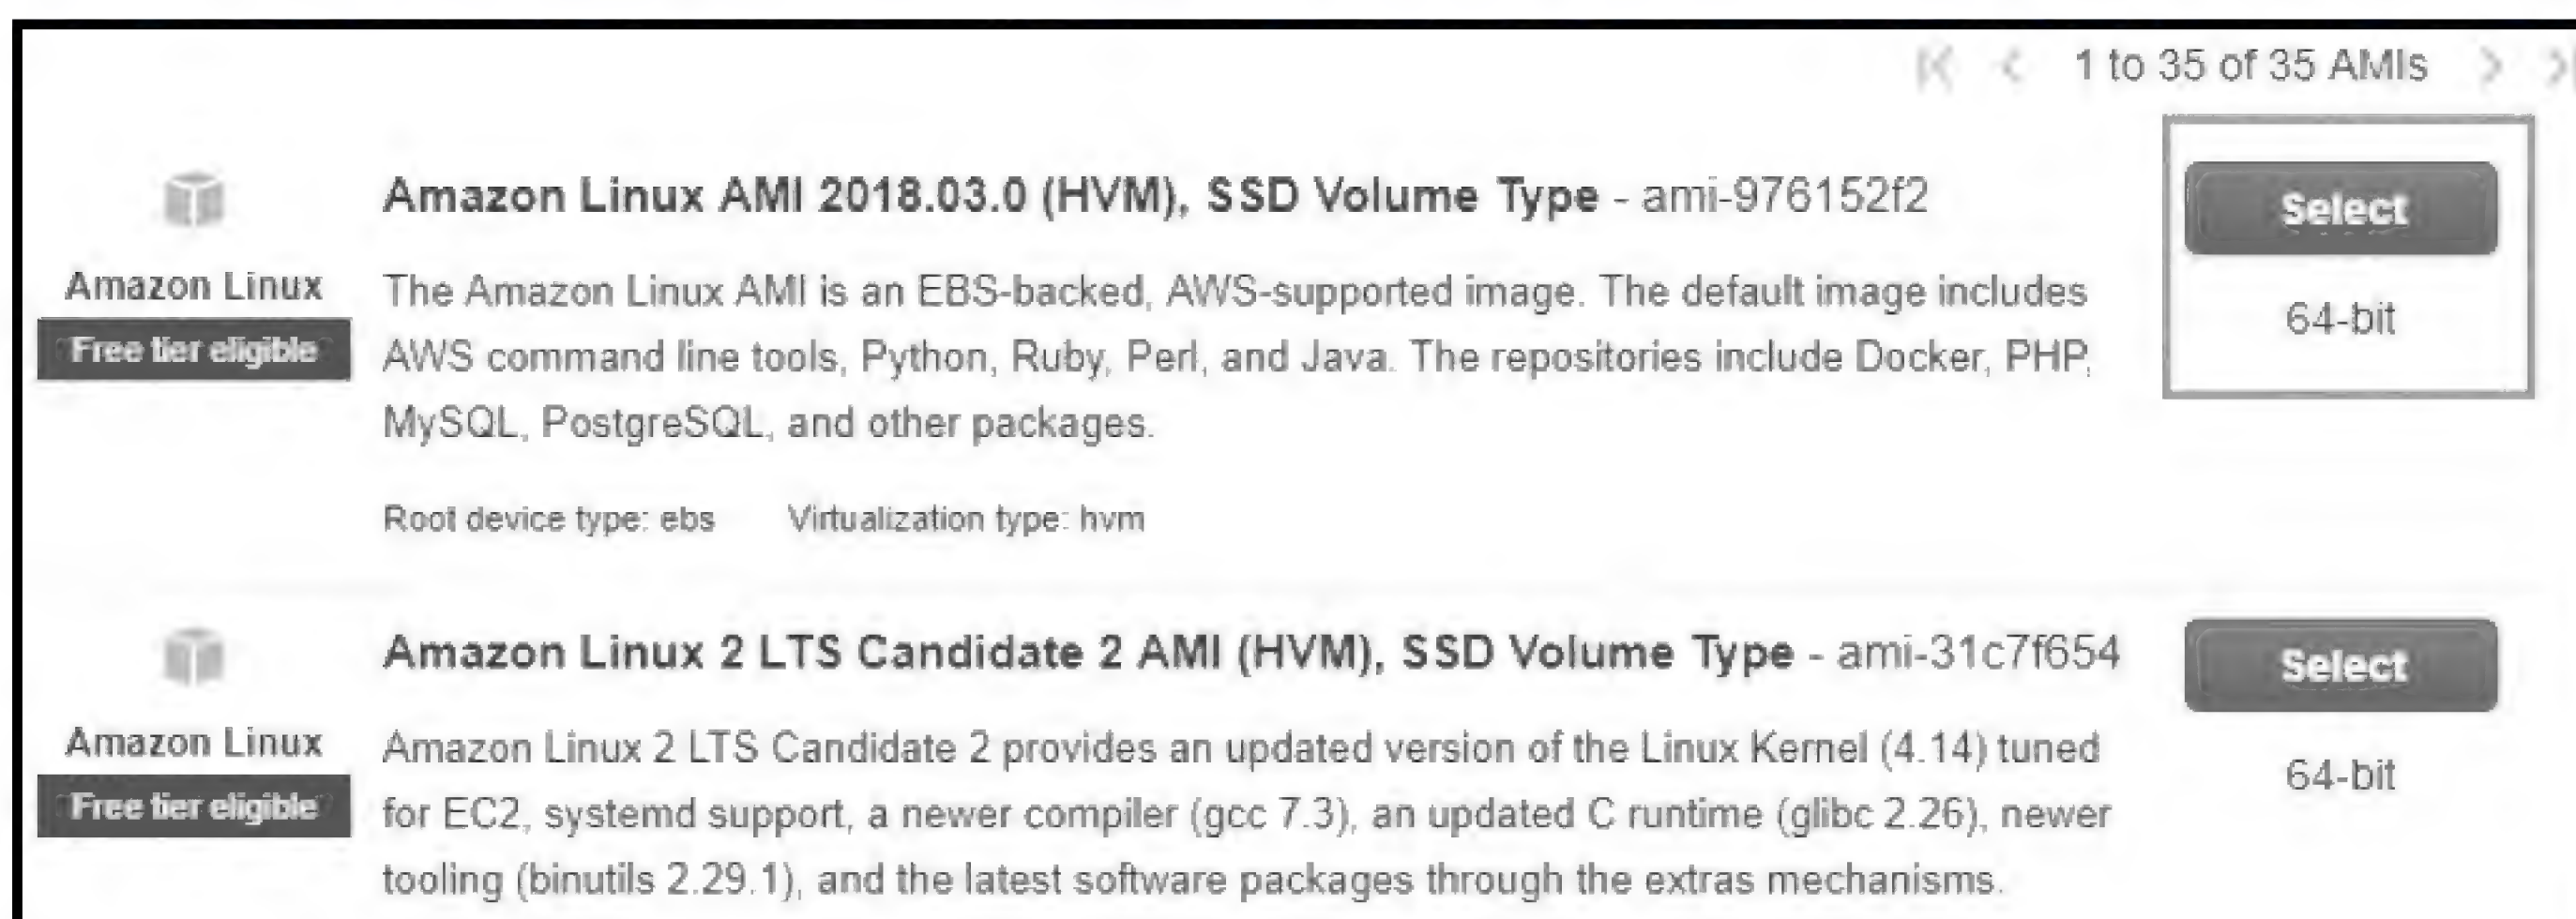 1 to 35 of 35 AMIs
Amazon Linux
Free tier eligible
Amazon Linux AMI 2018.03.0 (HVM), SSD Volume Type - ami-976152f2
The Amazon Linux AMI is an EBS-backed, AWS-supported image. The default image includes
AWS command line tools, Python, Ruby, Perl, and Java. The repositories include Docker, PHP,
MySQL, PostgreSQL, and other packages.
Root device type: ebs Virtualization type: hvm
Select
64-bit
Amazon Linux
Free tier eligible
Amazon Linux 2 LTS Candidate 2 AMI (HVM), SSD Volume Type - ami-31c7f654
Amazon Linux 2 LTS Candidate 2 provides an updated version of the Linux Kernel (4.14) tuned
for EC2, systemd support, a newer compiler (gcc 7.3), an updated C runtime (glibc 2.26), newer
tooling (binutils 2.29.1), and the latest software packages through the extras mechanisms.
Select
64-bit